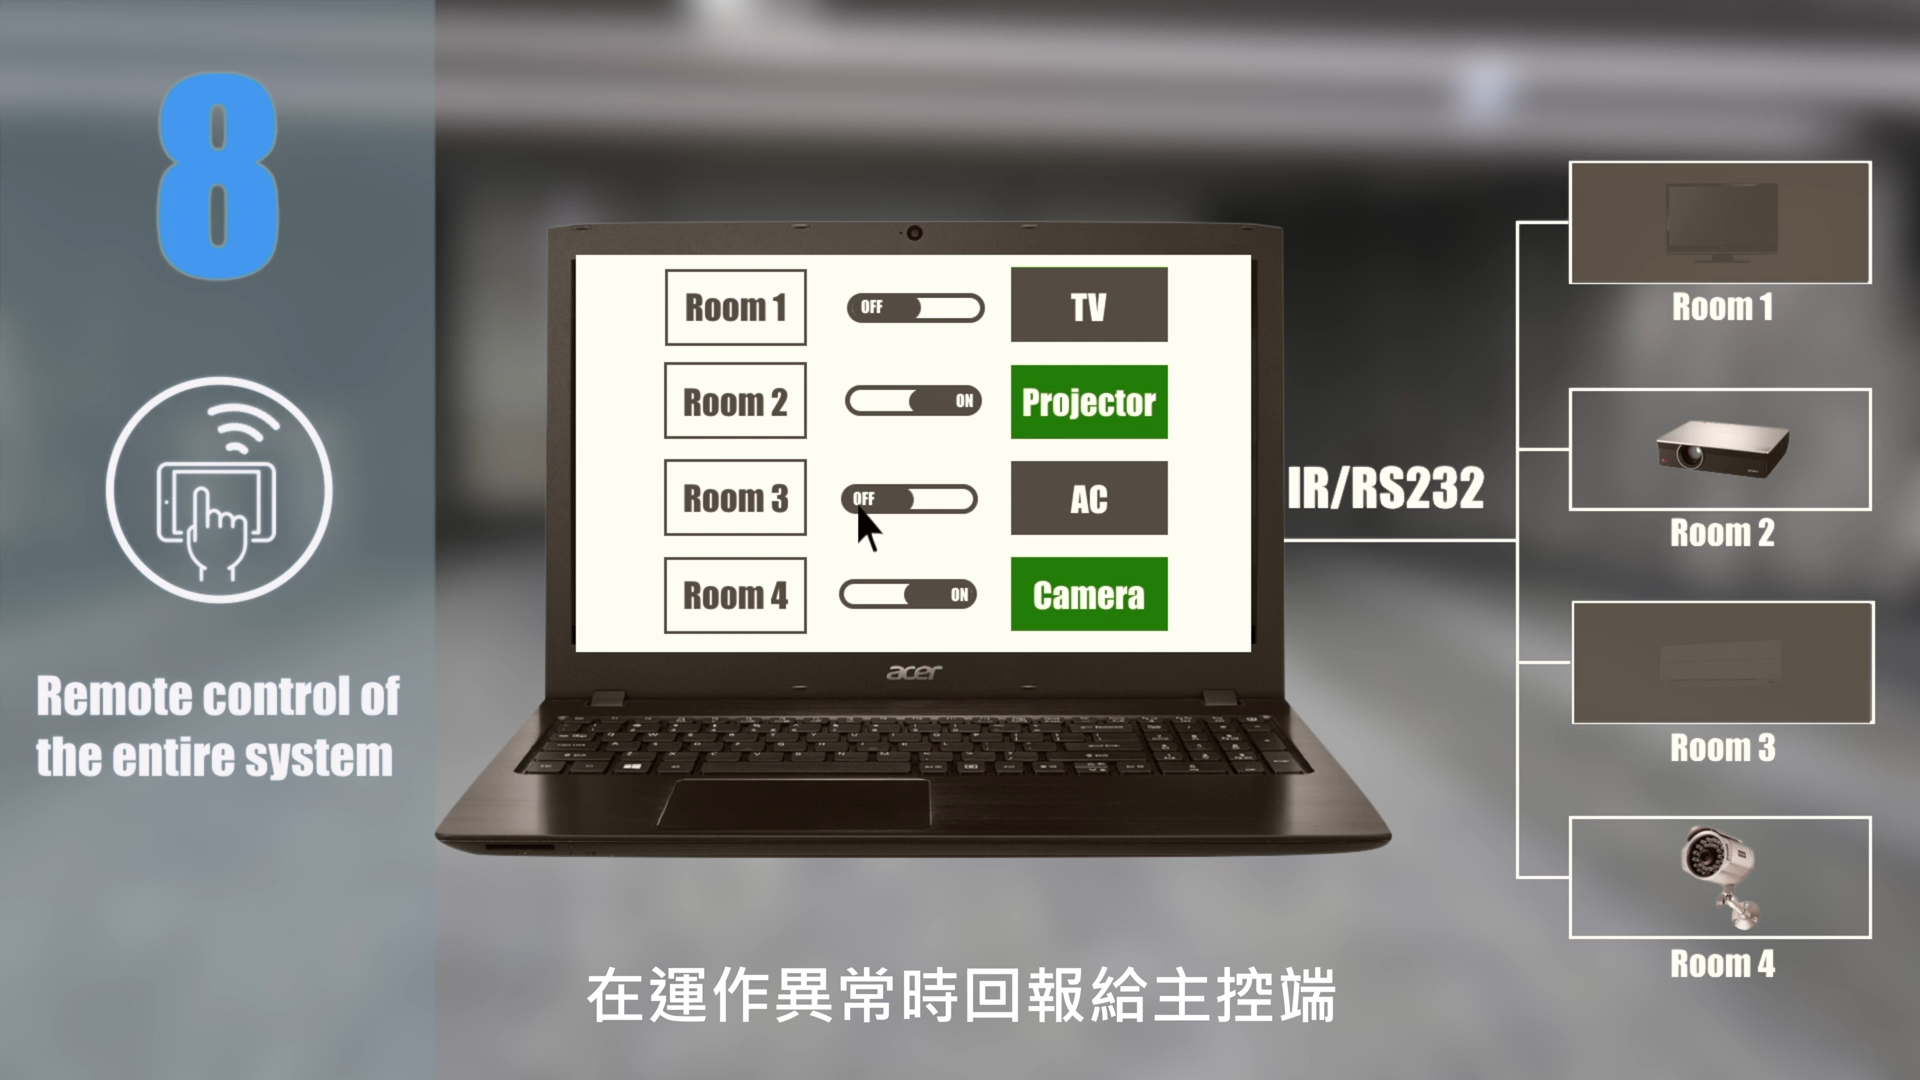 8
Remote control of
the entire system
Room 1
OFF
TV
Room 2
ON
Projector
Room 3
OFF
AC
Room 4
ON
Camera
acer
IR/RS232
Room 1
Room 2
Room 3
Room 4
在運作異常時回報給主控端